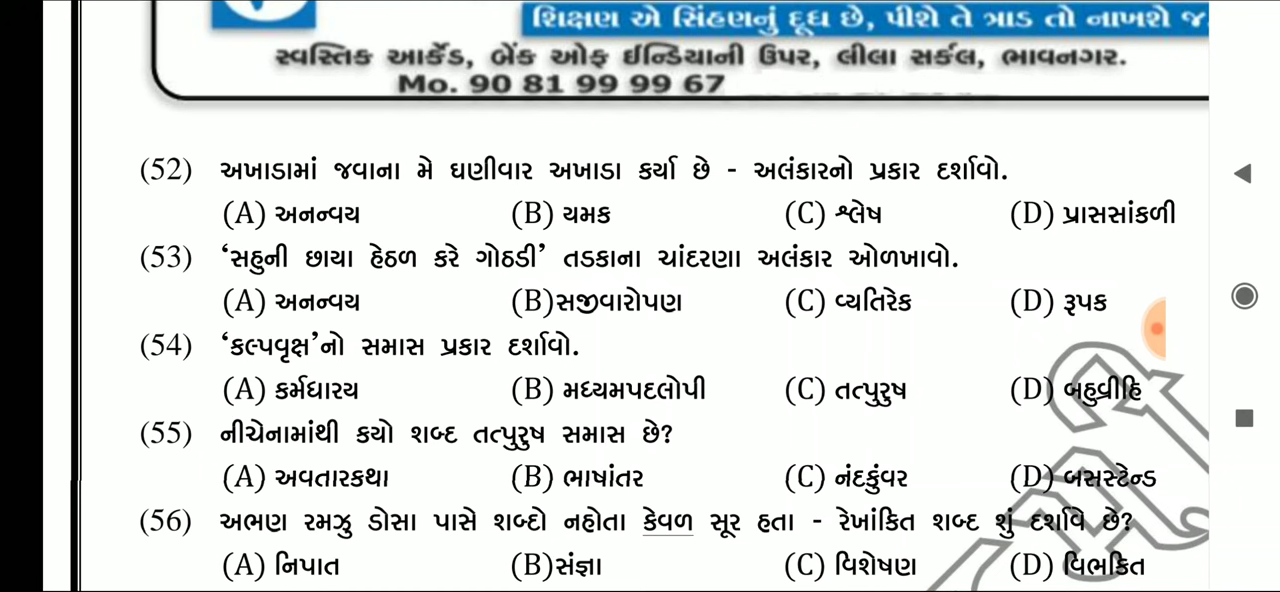 શિક્ષણ એ સિંહણનું દૂધ છે, પીશે તે ત્રાડ તો નાખશે જ
સ્વસ્તિક આર્કેડ, બેંક ઓફ ઈન્ડિયાની ઉપર, લીલા સર્કલ, ભાવનગર.
Mo. 90 81 99 99 67
(52) અખાડામાં જવાના મે ઘણીવાર અખાડા કર્યા છે - અલંકારનો પ્રકાર દર્શાવો.
(A) અનન્વય (B) યમક (C) શ્લેષ (D) પ્રાસસાંકળી
(53) ‘સહુની છાયા હેઠળ કરે ગોઠડી’ તડકાના ચાંદરણા અલંકાર ઓળખાવો.
(A) અનન્વય (B)સજીવારોપણ (C) વ્યતિરેક (D) રૂપક
(54) ‘કલ્પવૃક્ષ’નો સમાસ પ્રકાર દર્શાવો.
(A) કર્મધારય (B) મધ્યમપદલોપી (C) તત્પુરુષ (D) બહુવ્રીહિ
(55) નીચેનામાંથી કયો શબ્દ તત્પુરુષ સમાસ છે?
(A) અવતારકથા (B) ભાષાંતર (C) નંદકુંવર (D) બસસ્ટેન્ડ
(56) અભણ રમઝુ ડોસા પાસે શબ્દો નહોતા કેવળ સૂર હતા - રેખાંકિત શબ્દ શું દર્શાવે છે?
(A) નિપાત (B)સંજ્ઞા (C) વિશેષણ (D) વિભકિત